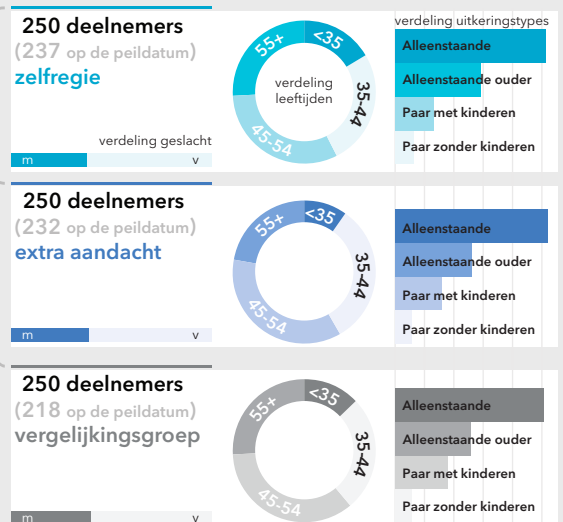 250 deelnemers
(237 op de peildatum)
zelfregie
verdeling geslacht
m v
55+
<35
35-44
45-54
verdeling
leeftijden
verdeling uitkeringstypes
Alleenstaande
Alleenstaande ouder
Paar met kinderen
Paar zonder kinderen
250 deelnemers
(232 op de peildatum)
extra aandacht
m v
55+
<35
35-44
45-54
Alleenstaande
Alleenstaande ouder
Paar met kinderen
Paar zonder kinderen
250 deelnemers
(218 op de peildatum)
vergelijkingsgroep
m v
55+
<35
35-44
45-54
Alleenstaande
Alleenstaande ouder
Paar met kinderen
Paar zonder kinderen